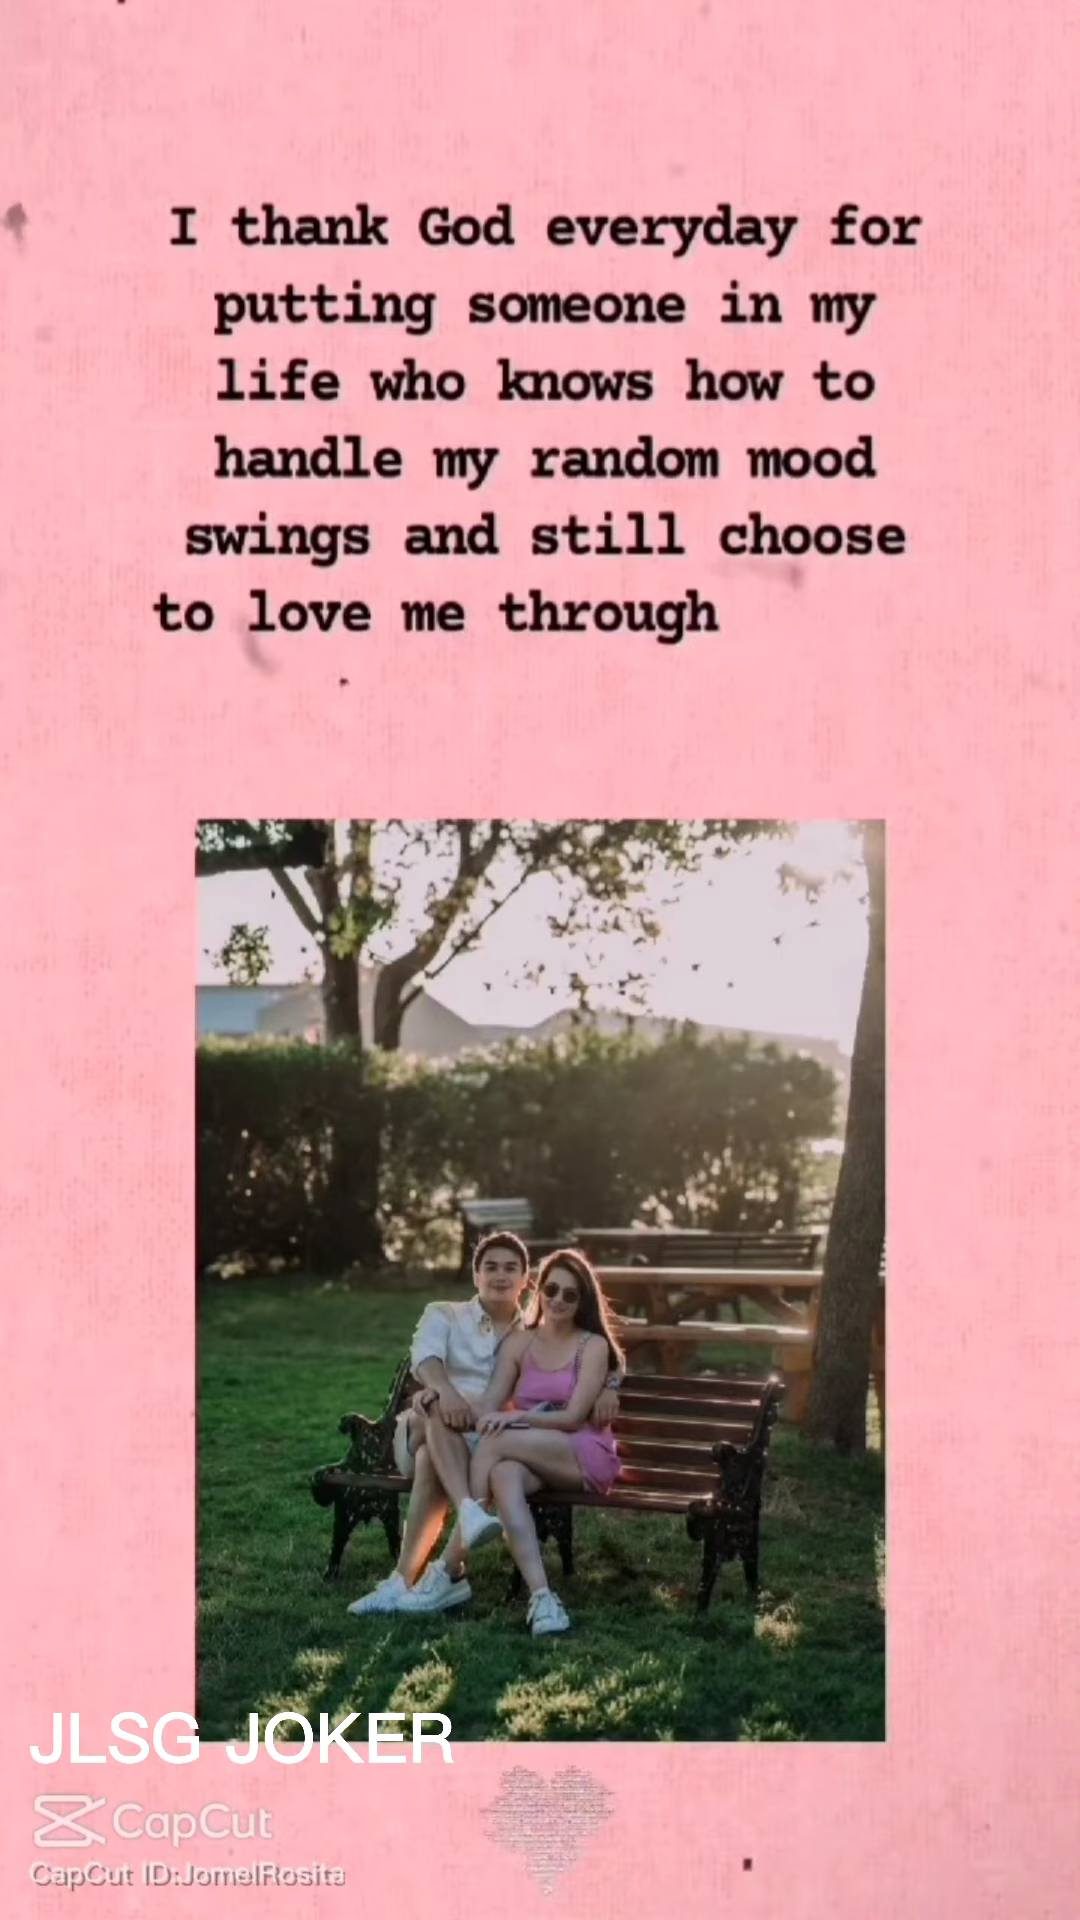 I thank God everyday for
putting someone in my
life who knows how to
handle my random mood
swings and still choose
to love me through
JLSG JOKER
CapCut
CapCut ID:JomelRosita